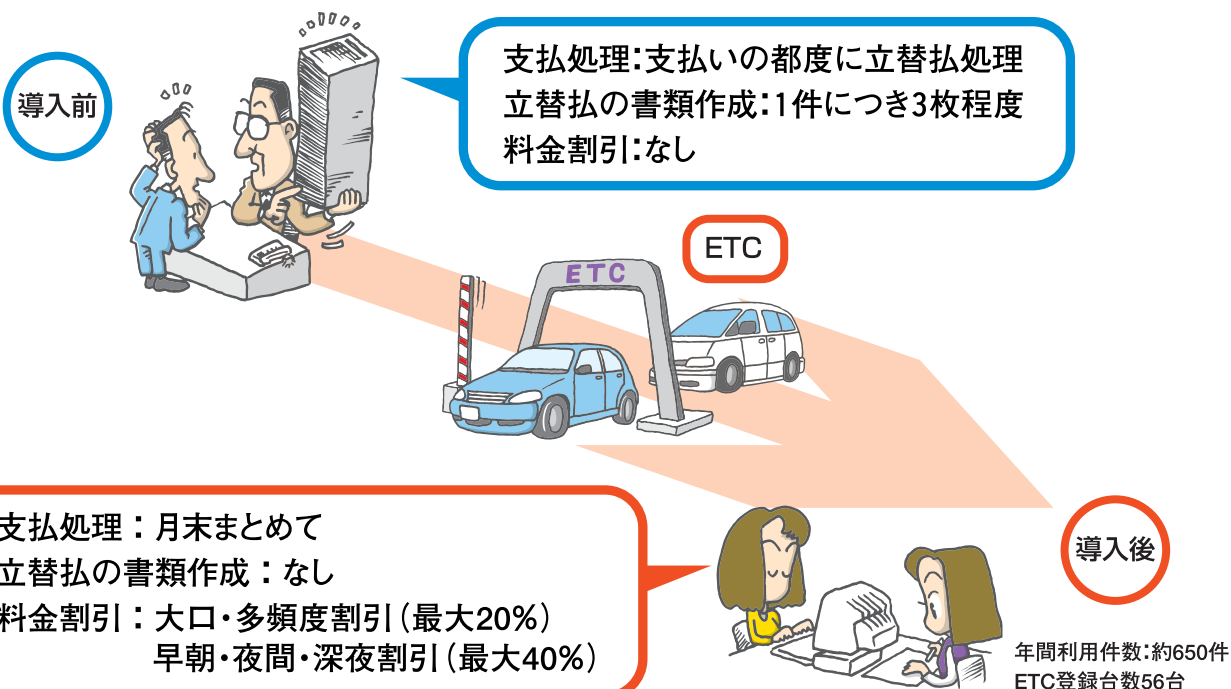 導入前
支払処理:支払いの都度に立替払処理
立替払の書類作成:1件につき3枚程度
料金割引:なし
ETC
ETC
支払処理:月末まとめて
立替払の書類作成:なし
料金割引:大口・多頻度割引(最大20%)
早朝・夜間・深夜割引(最大40%)
導入後
年間利用件数:約650件
ETC登録台数56台